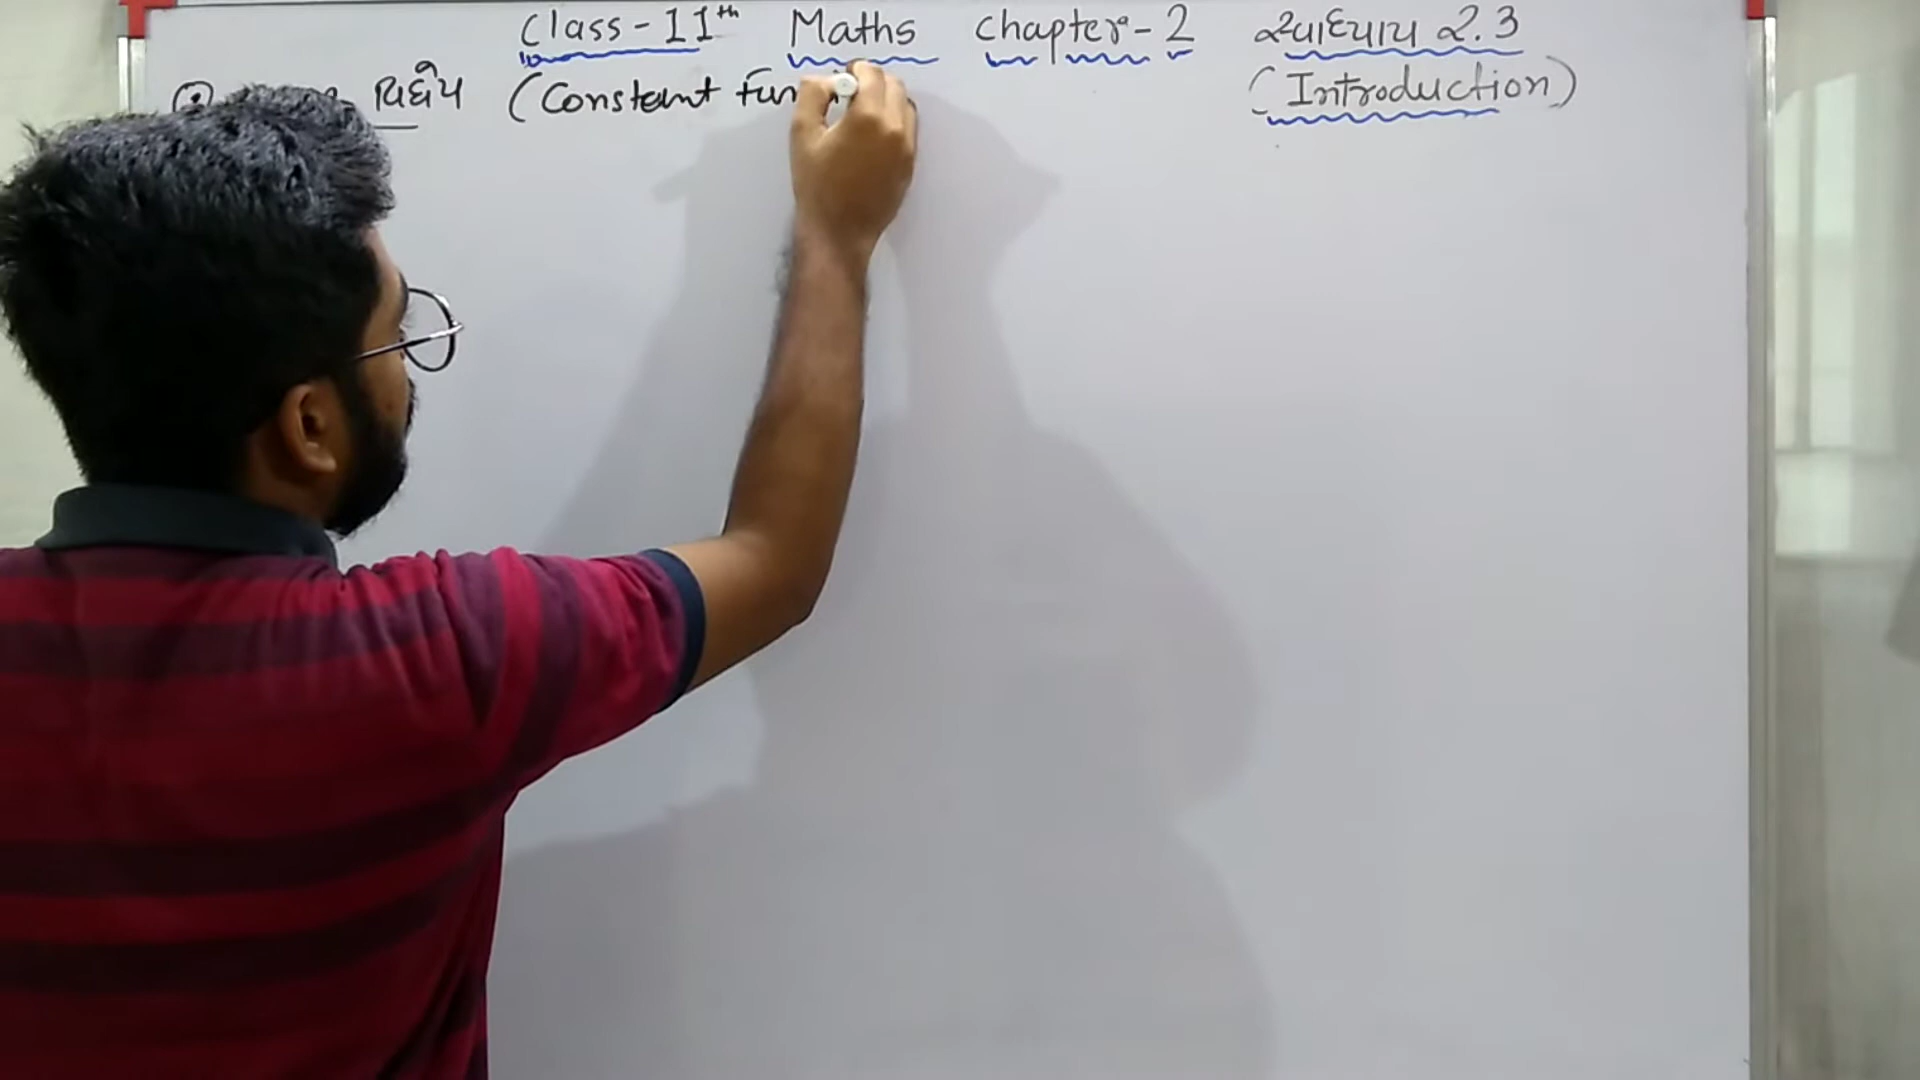 Class-11th Maths Chapter-2 સ્વાધ્યાય 2.3
વિધેય (Constant Fun (Introduction)